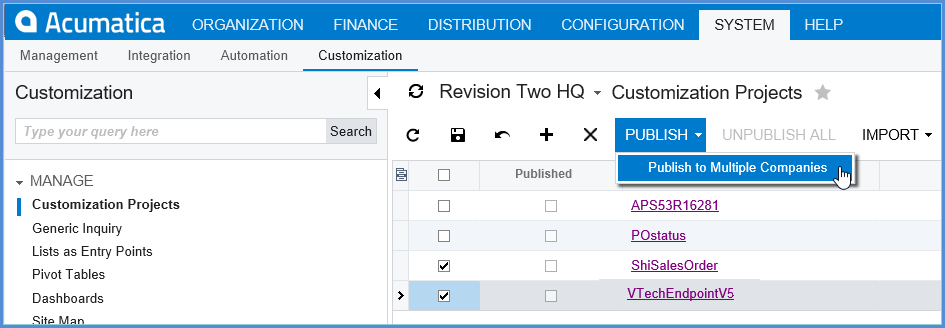 Acumatica ORGANIZATION FINANCE DISTRIBUTION CONFIGURATION SYSTEM HELP
Management Integration Automation Customization
Customization
Revision Two HQ Customization Projects
Type your query here Search
PUBLISH UNPUBLISH ALL IMPORT
Publish to Multiple Companies
Published
MANAGE
Customization Projects
Generic Inquiry
Lists as Entry Points
Pivot Tables
Dashboards
Site Map
APS53R16281
POstatus
ShiSalesOrder
VTechEndpointV5